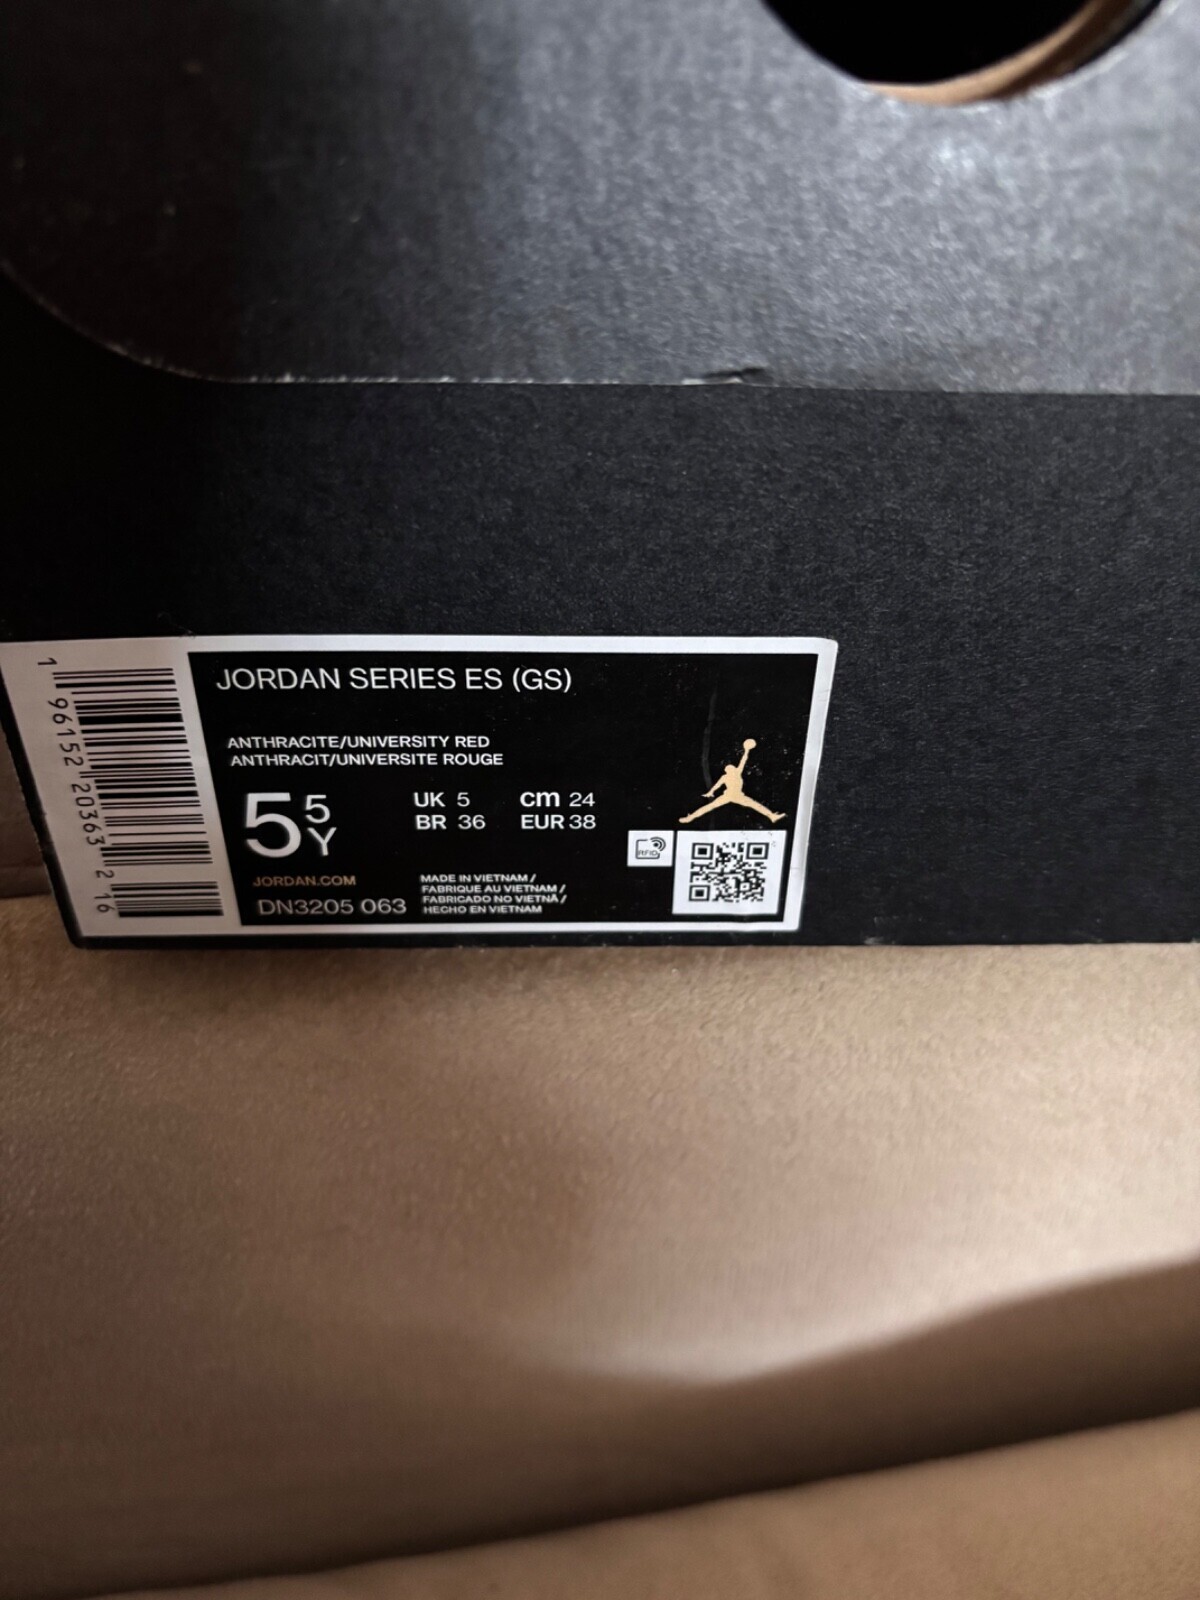 JORDAN SERIES ES (GS)
ANTHRACITE/UNIVERSITY RED
ANTHRACIT/UNIVERSITE ROUGE
5 5Y
UK 5 cm 24
BR 36 EUR 38
RFID
JORDAN.COM
DN3205 063
MADE IN VIETNAM /
FABRIQUE AU VIETNAM /
FABRICADO NO VIETNÃ /
HECHO EN VIETNAM
1 96152 20363 2 16